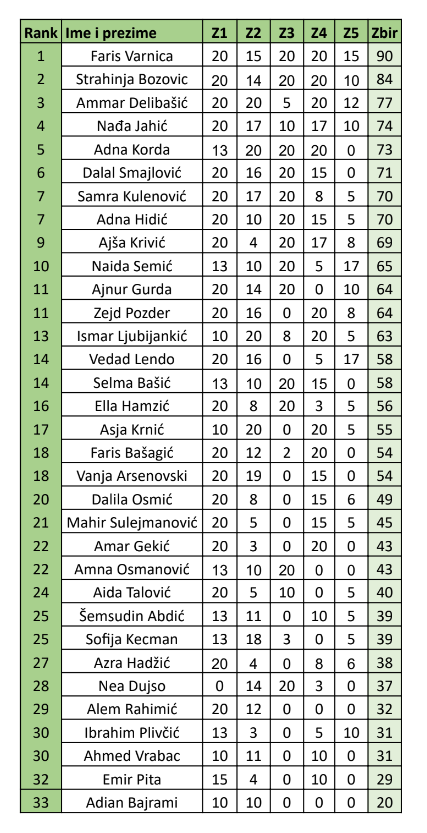 Rank Ime i prezime Z1 Z2 Z3 Z4 Z5 Zbir
1 Faris Varnica 20 15 20 20 15 90
2 Strahinja Bozovic 20 14 20 20 10 84
3 Ammar Delibašić 20 20 5 20 12 77
4 Nađa Jahić 20 17 10 17 10 74
5 Adna Korda 13 20 20 20 0 73
6 Dalal Smajlović 20 16 20 15 0 71
7 Samra Kulenović 20 17 20 8 5 70
7 Adna Hidić 20 10 20 15 5 70
9 Ajša Krivić 20 4 20 17 8 69
10 Naida Semić 13 10 20 5 17 65
11 Ajnur Gurda 20 14 20 0 10 64
11 Zejd Pozder 20 16 0 20 8 64
13 Ismar Ljubijankić 10 20 8 20 5 63
14 Vedad Lendo 20 16 0 5 17 58
14 Selma Bašić 13 10 20 15 0 58
16 Ella Hamzić 20 8 20 3 5 56
17 Asja Krnić 10 20 0 20 5 55
18 Faris Bašagić 20 12 2 20 0 54
18 Vanja Arsenovski 20 19 0 15 0 54
20 Dalila Osmić 20 8 0 15 6 49
21 Mahir Sulejmanović 20 5 0 15 5 45
22 Amar Gekić 20 3 0 20 0 43
22 Amna Osmanović 13 10 20 0 0 43
24 Aida Talović 20 5 10 0 5 40
25 Šemsudin Abdić 13 11 0 10 5 39
25 Sofija Kecman 13 18 3 0 5 39
27 Azra Hadžić 20 4 0 8 6 38
28 Nea Dujso 0 14 20 3 0 37
29 Alem Rahimić 20 12 0 0 0 32
30 Ibrahim Plivčić 13 3 0 5 10 31
30 Ahmed Vrabac 10 11 0 10 0 31
32 Emir Pita 15 4 0 10 0 29
33 Adian Bajrami 10 10 0 0 0 20